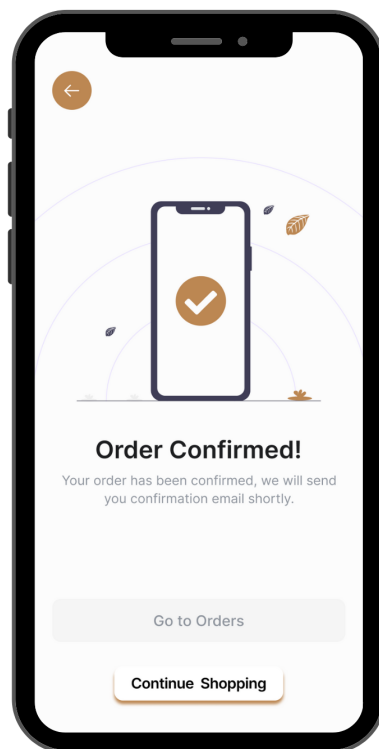 Order Confirmed!
Your order has been confirmed, we will send
you confirmation email shortly.
Go to Orders
Continue Shopping